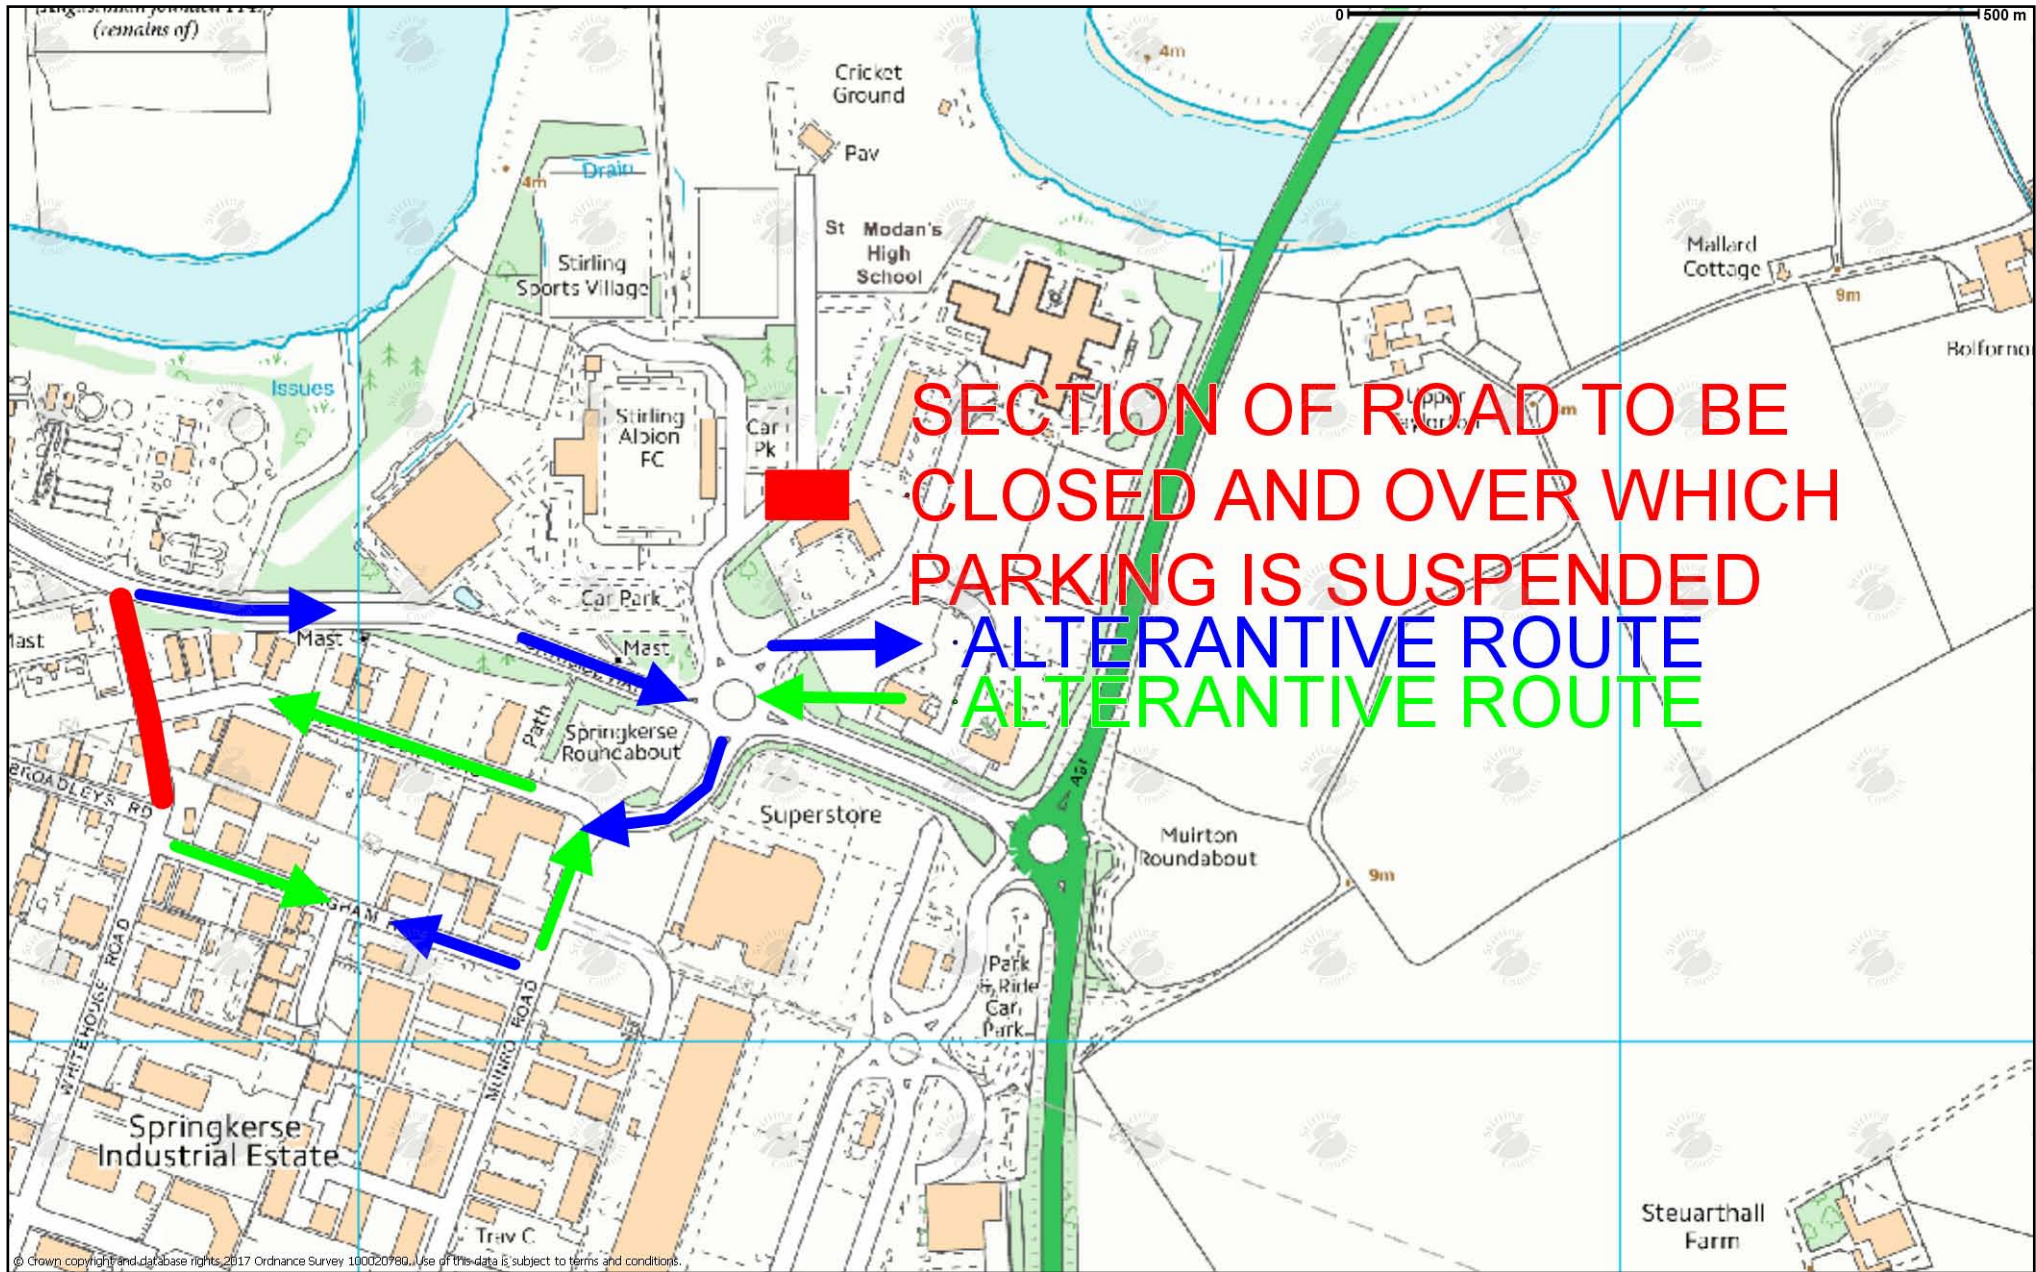 (remains of)
0
500 m
4m
Cricket
Ground
Pav
4m
Drain
St Modan's
High
School
Stirling
Sports Village
Mallard
Cottage
9m
Issues
Stirling
Albion
FC
Car
Pk
Upper
SECTION OF ROAD TO BE
CLOSED AND OVER WHICH
PARKING IS SUSPENDED
ALTERANTIVE ROUTE
ALTERANTIVE ROUTE
Car Park
Mast
Mast
Path
Springkerse
Roundabout
BROADLEYS RD
Superstore
Muirton
Roundabout
9m
WHITEHOUSE ROAD
MUNRO ROAD
Park
& Ride
Car
Park
Springkerse
Industrial Estate
Trav C
Steuarthall
Farm
© Crown copyright and database rights 2017 Ordnance Survey 100020780. Use of this data is subject to terms and conditions.